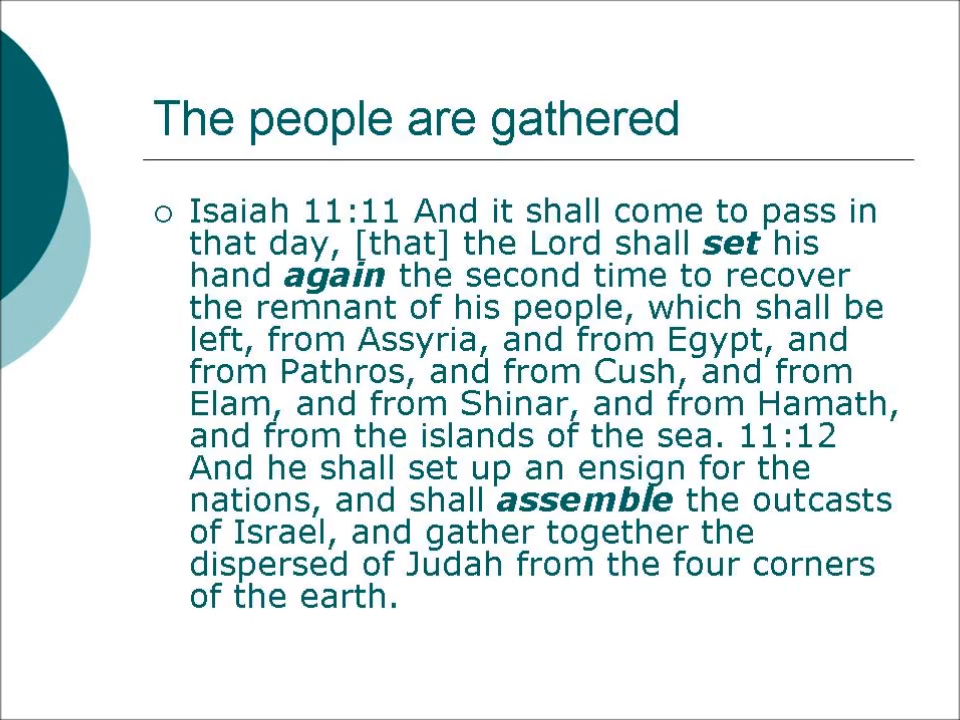 The people are gathered
Isaiah 11:11 And it shall come to pass in
that day, [that] the Lord shall set his
hand again the second time to recover
the remnant of his people, which shall be
left, from Assyria, and from Egypt, and
from Pathros, and from Cush, and from
Elam, and from Shinar, and from Hamath,
and from the islands of the sea. 11:12
And he shall set up an ensign for the
nations, and shall assemble the outcasts
of Israel, and gather together the
dispersed of Judah from the four corners
of the earth.